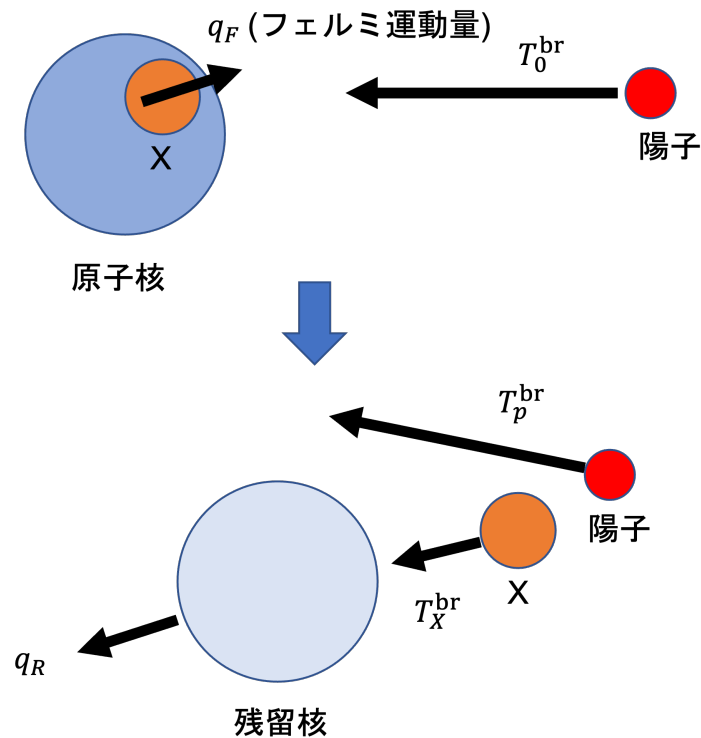 q_F (フェルミ運動量)
T_0^br
陽子
X
原子核
T_p^br
陽子
X
T_X^br
q_R
残留核